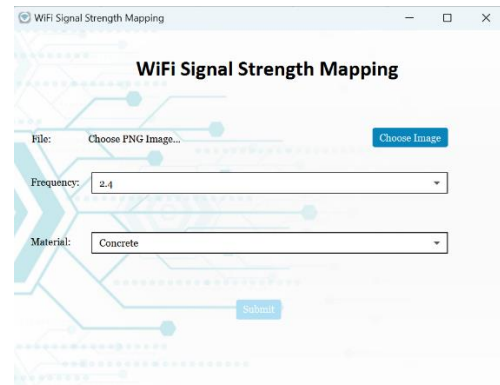 WiFi Signal Strength Mapping
WiFi Signal Strength Mapping
File: Choose PNG Image... Choose Image
Frequency: 2.4
Material: Concrete
Submit